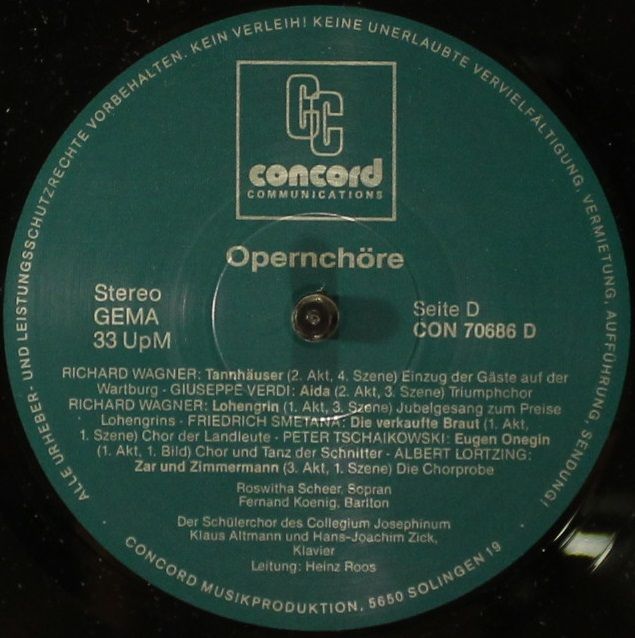 ALLE URHEBER- UND LEISTUNGSSCHUTZRECHTE VORBEHALTEN. KEIN VERLEIH! KEINE UNERLAUBTE VERVIELFÄLTIGUNG, VERMIETUNG, AUFFÜHRUNG, SENDUNG!
CC
concord
COMMUNICATIONS
Opernchöre
Stereo
GEMA
33 UpM
Seite D
CON 70686 D
RICHARD WAGNER: Tannhäuser (2. Akt, 4. Szene) Einzug der Gäste auf der
Wartburg · GIUSEPPE VERDI: Aida (2. Akt, 3. Szene) Triumphchor
RICHARD WAGNER: Lohengrin (1. Akt, 3. Szene) Jubelgesang zum Preise
Lohengrins · FRIEDRICH SMETANA: Die verkaufte Braut (1. Akt,
1. Szene) Chor der Landleute · PETER TSCHAIKOWSKI: Eugen Onegin
(1. Akt, 1. Bild) Chor und Tanz der Schnitter · ALBERT LORTZING:
Zar und Zimmermann (3. Akt, 1. Szene) Die Chorprobe
Roswitha Scheer, Sopran
Fernand Koenig, Bariton
Der Schülerchor des Collegium Josephinum
Klaus Altmann und Hans-Joachim Zick,
Klavier
Leitung: Heinz Roos
CONCORD MUSIKPRODUKTION, 5650 SOLINGEN 19